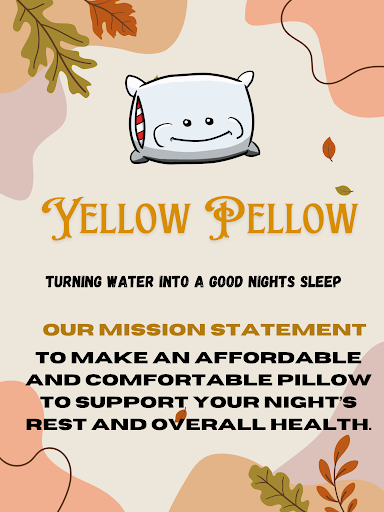 Yellow Pellow
TURNING WATER INTO A GOOD NIGHTS SLEEP
OUR MISSION STATEMENT
TO MAKE AN AFFORDABLE
AND COMFORTABLE PILLOW
TO SUPPORT YOUR NIGHT'S
REST AND OVERALL HEALTH.